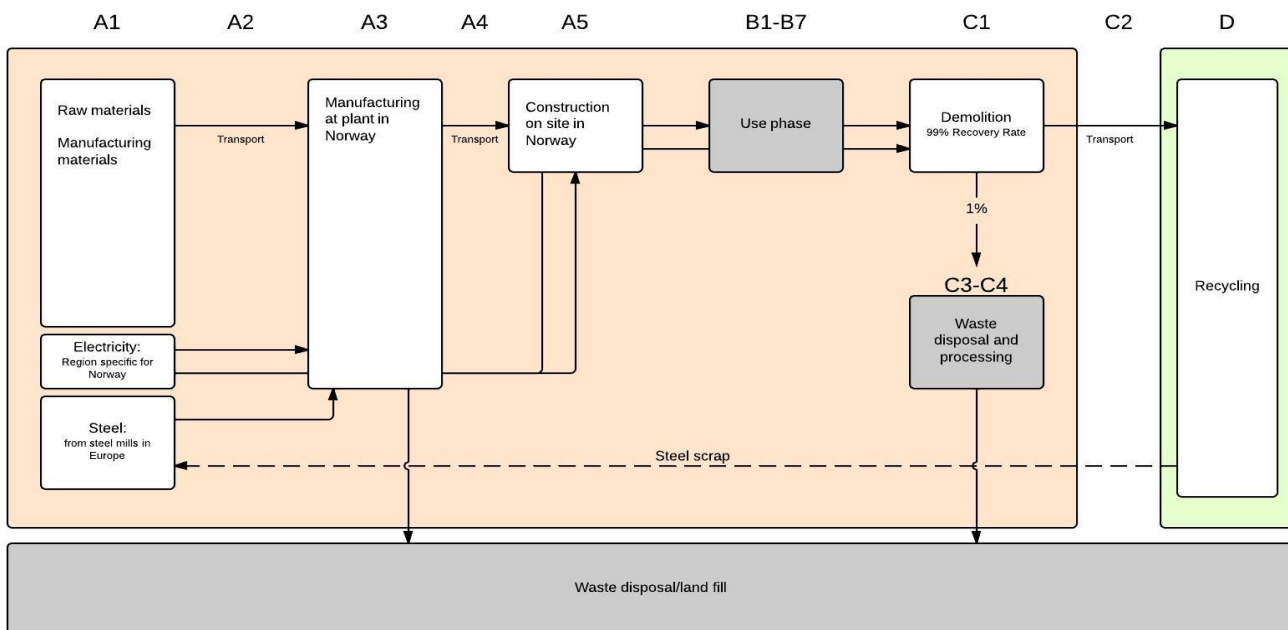 A1
A2
A3
A4
A5
B1-B7
C1
C2
D
Raw materials
Manufacturing
materials
Transport
Manufacturing
at plant in
Norway
Transport
Construction
on site in
Norway
Use phase
Demolition
99% Recovery Rate
Transport
1%
C3-C4
Waste
disposal and
processing
Recycling
Electricity:
Region specific for
Norway
Steel:
from steel mills in
Europe
Steel scrap
Waste disposal/land fill